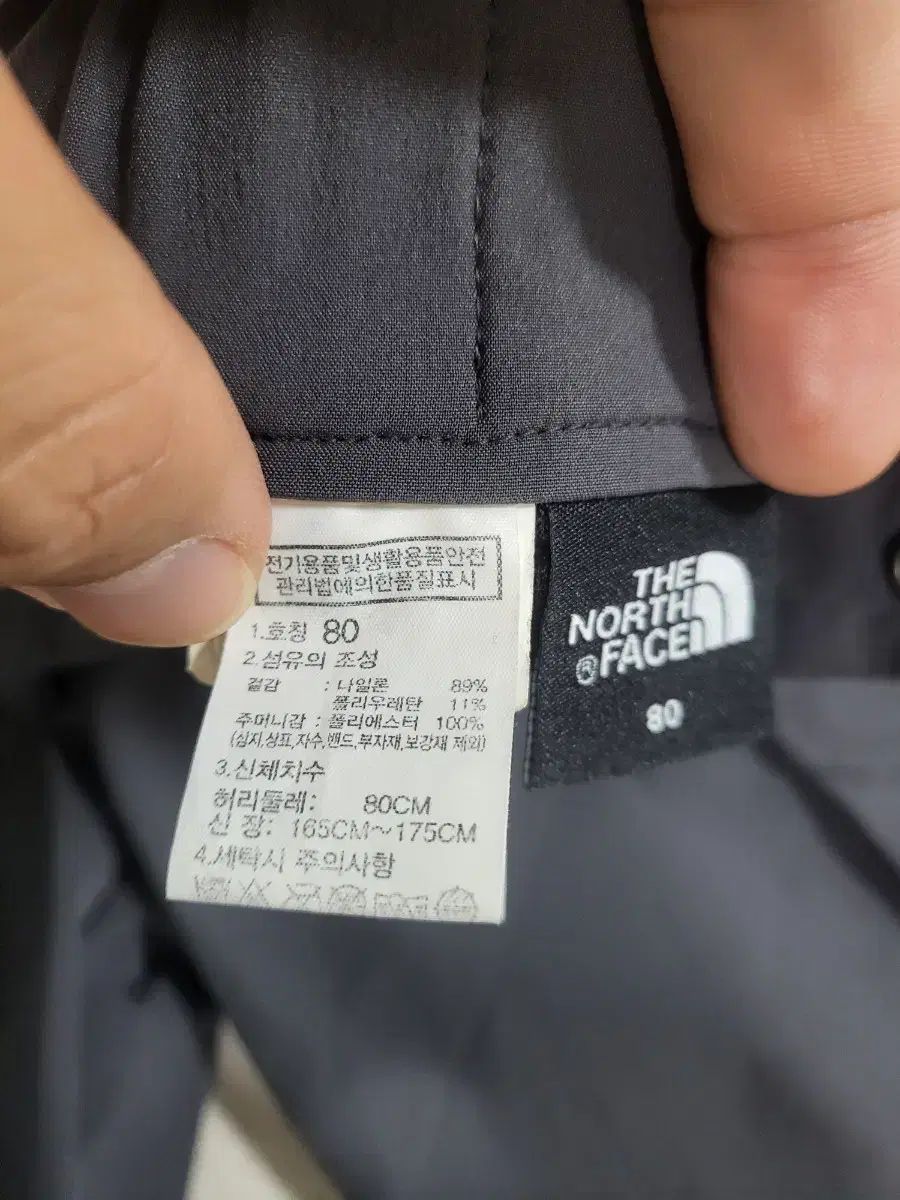 전기용품및생활용품안전
관리법에의한품질표시
1.호칭 80
2.섬유의 조성
겉감 : 나일론 89%
폴리우레탄 11%
주머니감 : 폴리에스터 100%
(심지,상표,자수,밴드,부자재,보강재 제외)
3.신체치수
허리둘레: 80CM
신 장: 165CM~175CM
4.세탁시 주의사항
THE
NORTH
® FACE
80